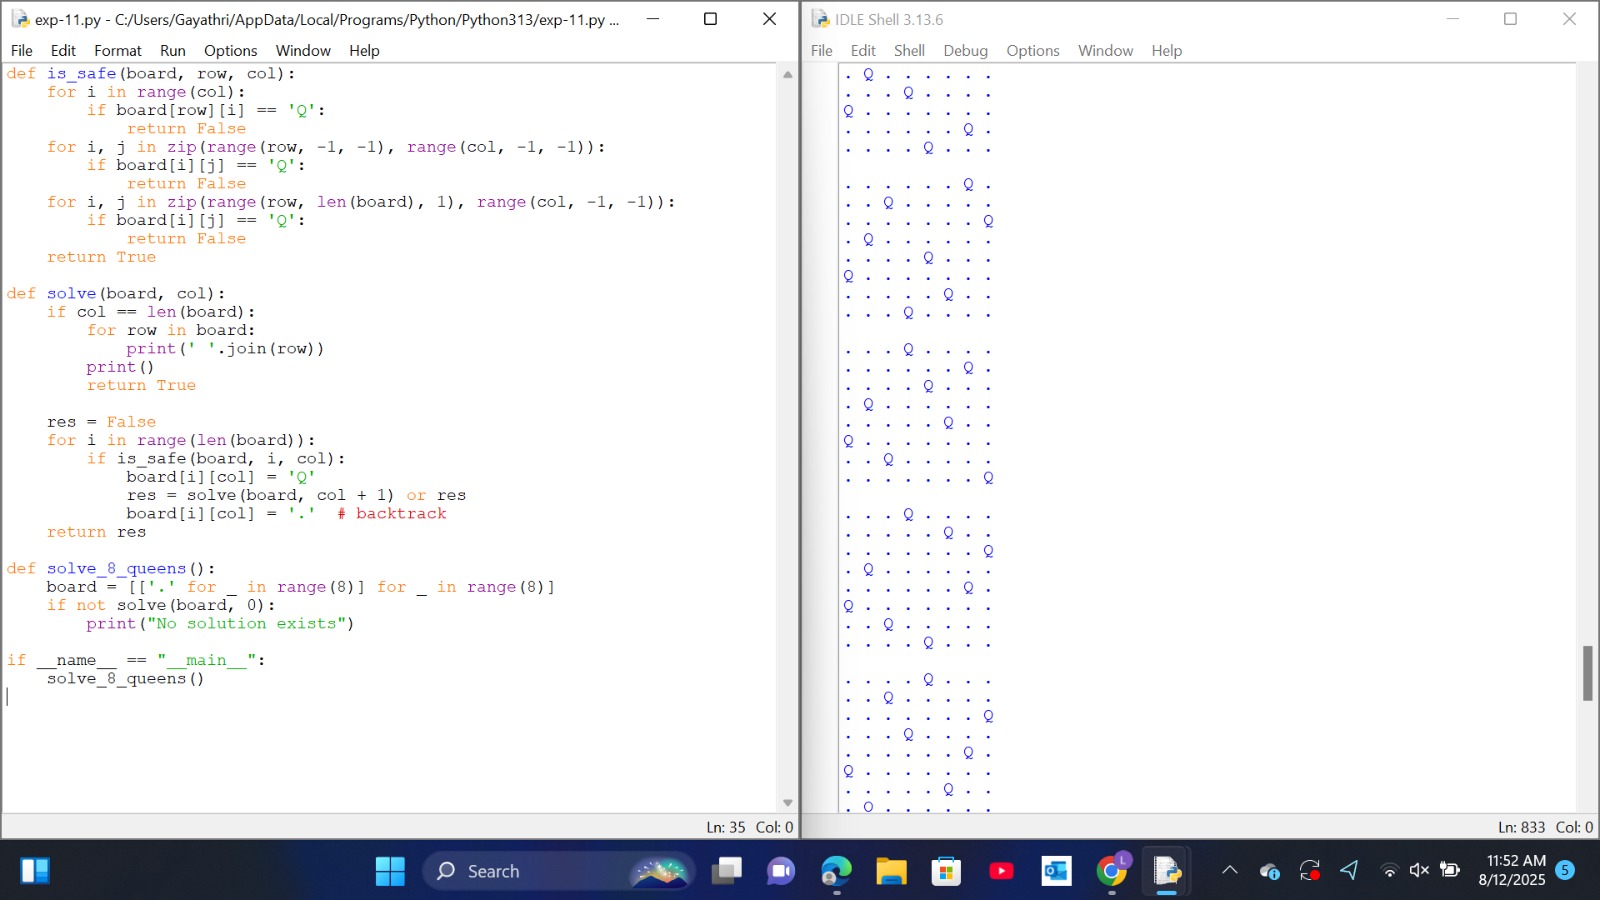 exp-11.py - C:/Users/Gayathri/AppData/Local/Programs/Python/Python313/exp-11.py ...
File Edit Format Run Options Window Help
def is_safe(board, row, col):
    for i in range(col):
        if board[row][i] == 'Q':
            return False
    for i, j in zip(range(row, -1, -1), range(col, -1, -1)):
        if board[i][j] == 'Q':
            return False
    for i, j in zip(range(row, len(board), 1), range(col, -1, -1)):
        if board[i][j] == 'Q':
            return False
    return True

def solve(board, col):
    if col == len(board):
        for row in board:
            print(' '.join(row))
        print()
        return True

    res = False
    for i in range(len(board)):
        if is_safe(board, i, col):
            board[i][col] = 'Q'
            res = solve(board, col + 1) or res
            board[i][col] = '.'  # backtrack
    return res

def solve_8_queens():
    board = [['.' for _ in range(8)] for _ in range(8)]
    if not solve(board, 0):
        print("No solution exists")

if __name__ == "__main__":
    solve_8_queens()
Ln: 35 Col: 0
IDLE Shell 3.13.6
File Edit Shell Debug Options Window Help
. Q . . . . . .
. . . Q . . . .
Q . . . . . . .
. . . . . . Q .
. . . . Q . . .

. . . . . . Q .
. . Q . . . . .
. . . . . . . Q
. Q . . . . . .
. . . . Q . . .
Q . . . . . . .
. . . . . Q . .
. . . Q . . . .

. . . Q . . . .
. . . . . . Q .
. . . . Q . . .
. Q . . . . . .
. . . . . Q . .
Q . . . . . . .
. . Q . . . . .
. . . . . . . Q

. . . Q . . . .
. . . . . Q . .
. . . . . . . Q
. Q . . . . . .
. . . . . . Q .
Q . . . . . . .
. . Q . . . . .
. . . . Q . . .

. . . . Q . . .
. . Q . . . . .
. . . . . . . Q
. . . Q . . . .
. . . . . . Q .
Q . . . . . . .
. . . . . Q . .
. Q . . . . . .
Ln: 833 Col: 0
Search
L
11:52 AM
8/12/2025
5